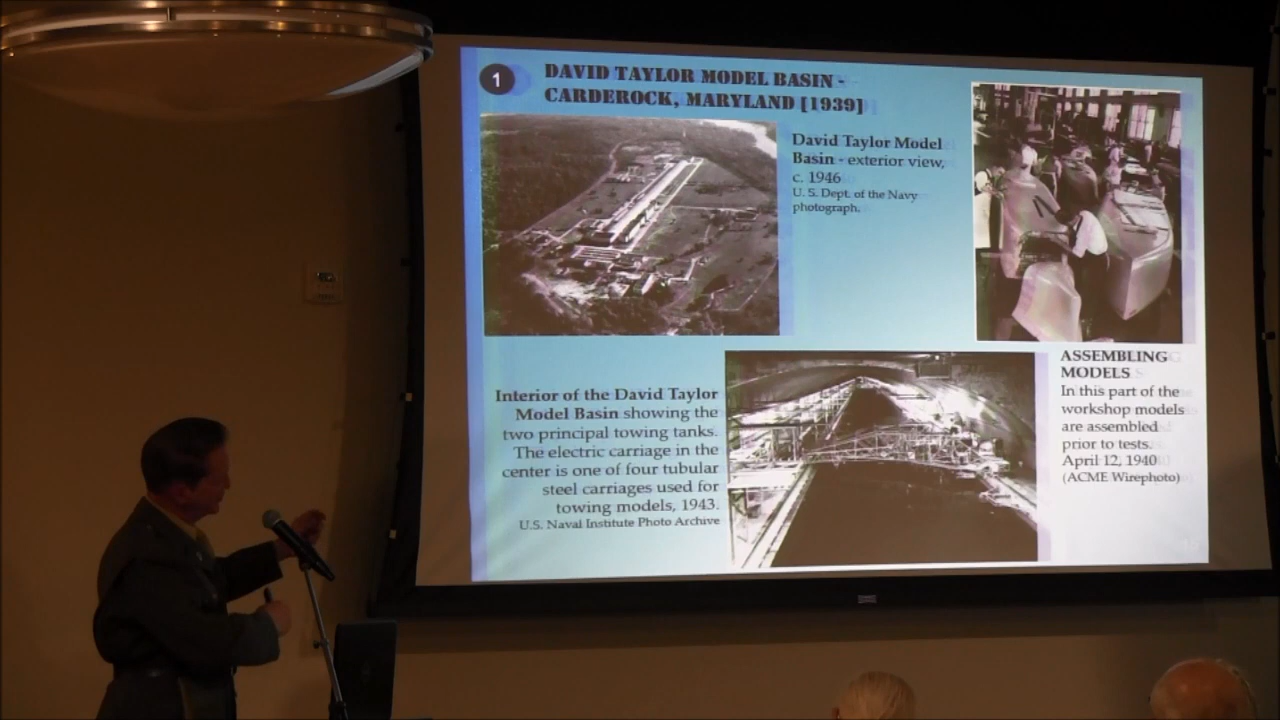 1
DAVID TAYLOR MODEL BASIN -
CARDEROCK, MARYLAND [1939]
David Taylor Model
Basin - exterior view,
c. 1946
U. S. Dept. of the Navy
photograph.
Interior of the David Taylor
Model Basin showing the
two principal towing tanks.
The electric carriage in the
center is one of four tubular
steel carriages used for
towing models, 1943.
U.S. Naval Institute Photo Archive
ASSEMBLING
MODELS
In this part of the
workshop models
are assembled
prior to tests.
April 12, 1940
(ACME Wirephoto)